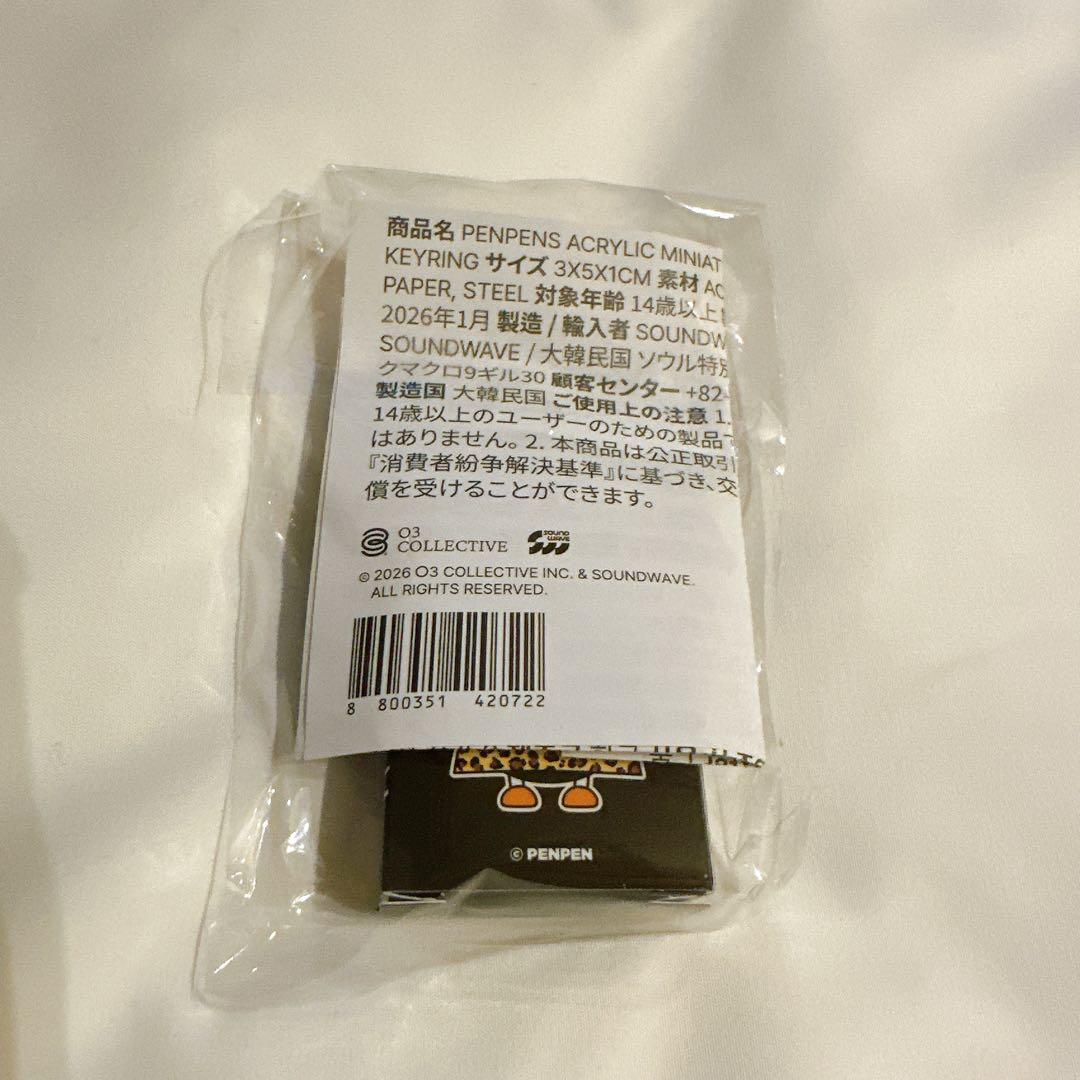 商品名 PENPENS ACRYLIC MINIAT
KEYRING サイズ 3X5X1CM 素材 AC
PAPER, STEEL 対象年齢 14歳以上
2026年1月 製造 / 輸入者 SOUNDW
SOUNDWAVE / 大韓民国 ソウル特別
クマクロ9ギル30 顧客センター +82-
製造国 大韓民国 ご使用上の注意 1.
14歳以上のユーザーのための製品で
はありません。2. 本商品は公正取引
『消費者紛争解決基準』に基づき、交
償を受けることができます。
O3
COLLECTIVE
SOUND
WAVE
© 2026 O3 COLLECTIVE INC. & SOUNDWAVE.
ALL RIGHTS RESERVED.
8 800351 420722
© PENPEN